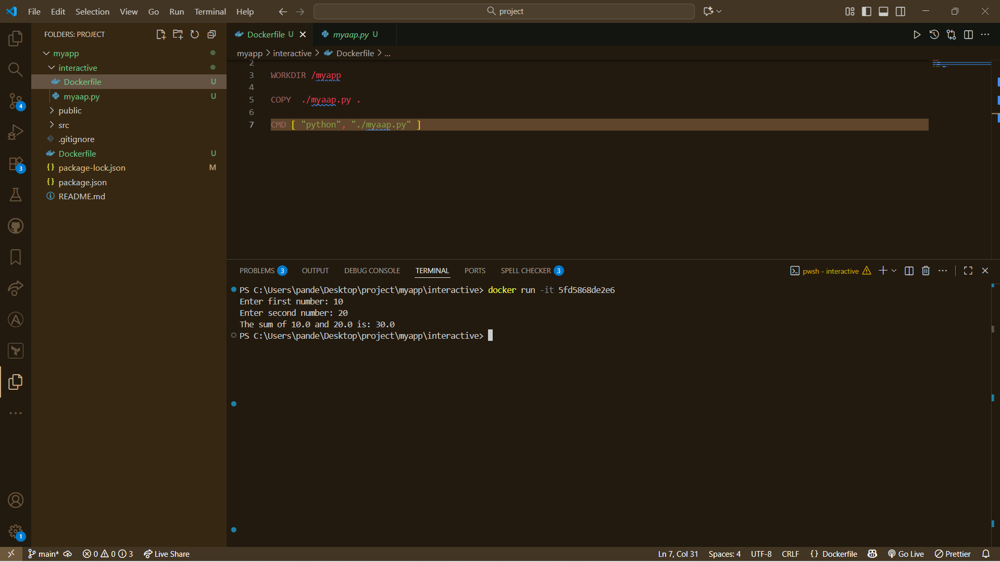 File Edit Selection View Go Run Terminal Help
project
FOLDERS: PROJECT
myapp
interactive
Dockerfile U
myaap.py U
public
src
.gitignore
Dockerfile U
package-lock.json M
package.json
README.md
4
3
1
Dockerfile U
myaap.py U
myapp > interactive > Dockerfile > ...
2
3 WORKDIR /myapp
4
5 COPY  ./myaap.py .
6
7 CMD [ "python", "./myaap.py" ]
PROBLEMS 3 OUTPUT DEBUG CONSOLE TERMINAL PORTS SPELL CHECKER 3
pwsh - interactive
PS C:\Users\pande\Desktop\project\myapp\interactive> docker run -it 5fd5868de2e6
Enter first number: 10
Enter second number: 20
The sum of 10.0 and 20.0 is: 30.0
PS C:\Users\pande\Desktop\project\myapp\interactive>
main* 0 0 3 Live Share
Ln 7, Col 31 Spaces: 4 UTF-8 CRLF {} Dockerfile Go Live Prettier